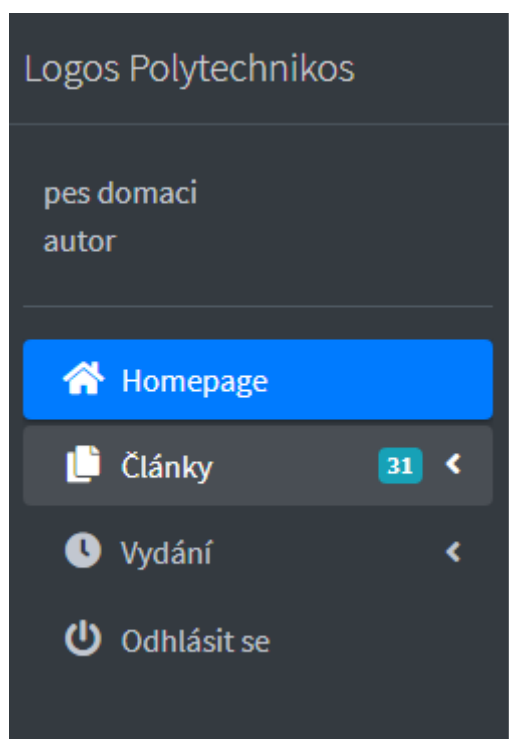 Logos Polytechnikos
pes domaci
autor
Homepage
Články 31
Vydání
Odhlásit se